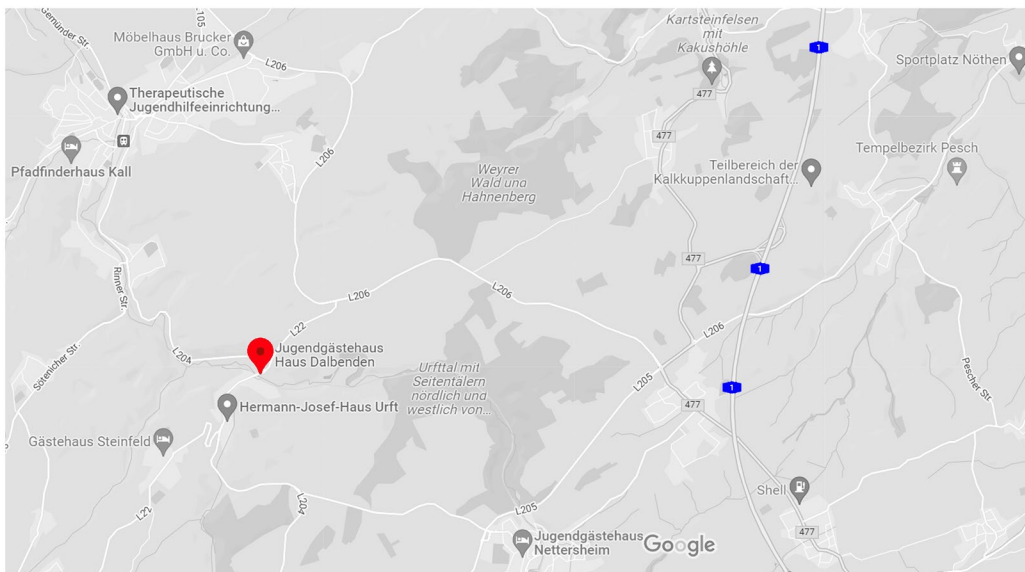 Gemünder Str.
L105
Möbelhaus Brucker
GmbH u. Co.
L206
Kartsteinfelsen
mit
Kakushöhle
477
1
Sportplatz Nöthen
Therapeutische
Jugendhilfeeinrichtung...
477
Pfadfinderhaus Kall
L206
Weyrer
Wald und
Hahnenberg
Teilbereich der
Kalkkuppenlandschaft...
Tempelbezirk Pesch
Rinner Str.
477
1
L206
L206
L22
L206
Sötenicher Str.
L204
Jugendgästehaus
Haus Dalbenden
Urfttal mit
Seitentälern
nördlich und
westlich von...
L205
1
Pescher Str.
Hermann-Josef-Haus Urft
477
Gästehaus Steinfeld
L22
L204
L205
Shell
Jugendgästehaus
Nettersheim
Google
477